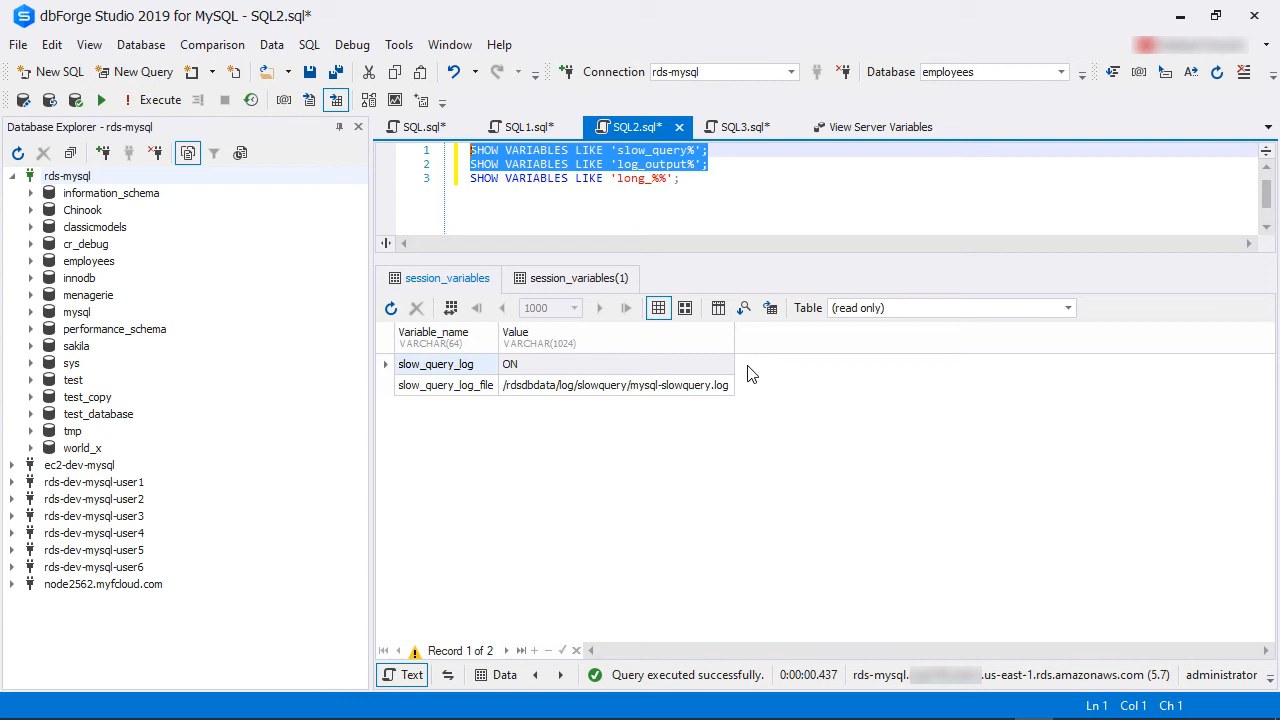 dbForge Studio 2019 for MySQL - SQL2.sql*
File Edit View Database Comparison Data SQL Debug Tools Window Help
New SQL New Query Connection rds-mysql Database employees
Execute
Database Explorer - rds-mysql
SQL.sql* SQL1.sql* SQL2.sql* SQL3.sql* View Server Variables
1 SHOW VARIABLES LIKE 'slow_query%';
2 SHOW VARIABLES LIKE 'log_output%';
3 SHOW VARIABLES LIKE 'long_%%';
rds-mysql
information_schema
Chinook
classicmodels
cr_debug
employees
innodb
menagerie
mysql
performance_schema
sakila
sys
test
test_copy
test_database
tmp
world_x
ec2-dev-mysql
rds-dev-mysql-user1
rds-dev-mysql-user2
rds-dev-mysql-user3
rds-dev-mysql-user4
rds-dev-mysql-user5
rds-dev-mysql-user6
node2562.myfcloud.com
session_variables session_variables(1)
1000 Table (read only)
Variable_name Value
VARCHAR(64) VARCHAR(1024)
slow_query_log ON
slow_query_log_file /rdsdbdata/log/slowquery/mysql-slowquery.log
Record 1 of 2
Text Data Query executed successfully. 0:00:00.437 rds-mysql. .us-east-1.rds.amazonaws.com (5.7) administrator
Ln 1 Col 1 Ch 1